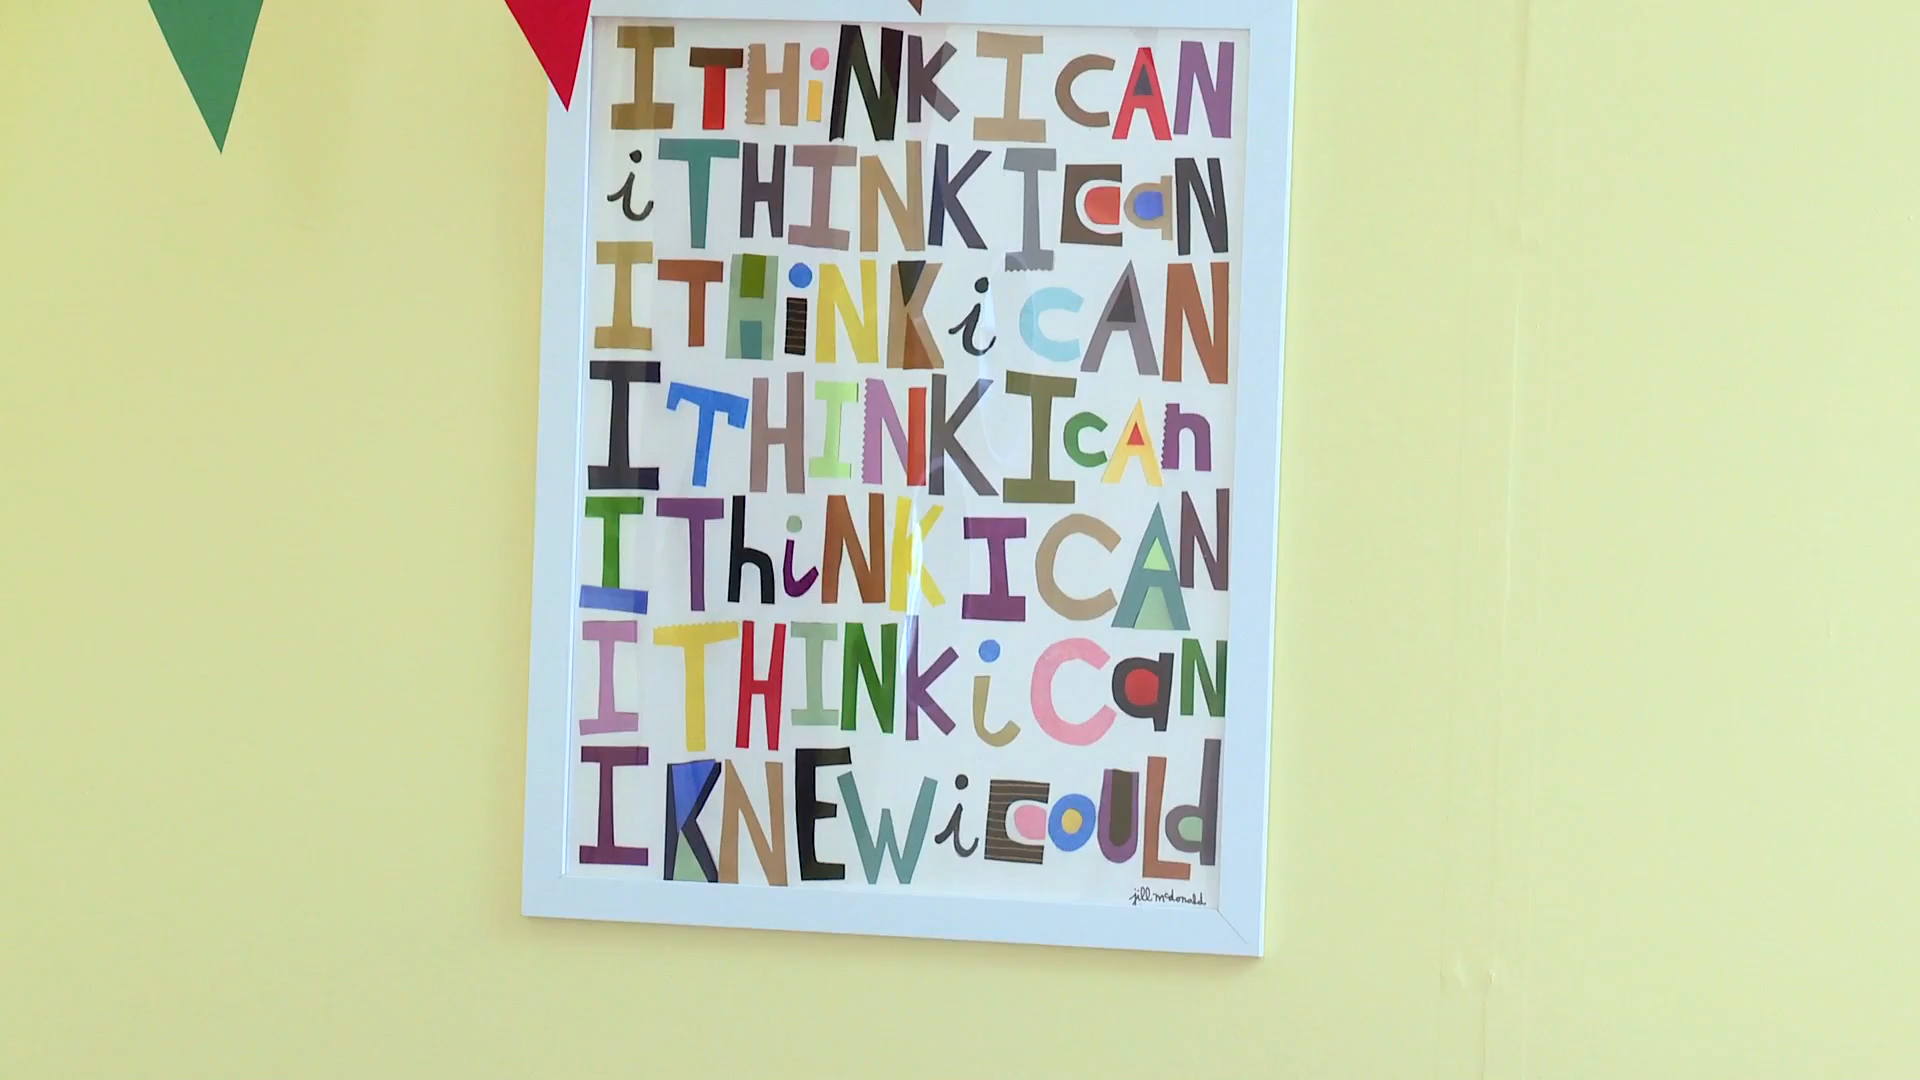 I THiNK I CAN
i THINK I Can
I THiNK i CAN
I THINK I cAn
I ThiNK I CAN
I THINK i CaN
I KNEW i COULd
jill mcdonald